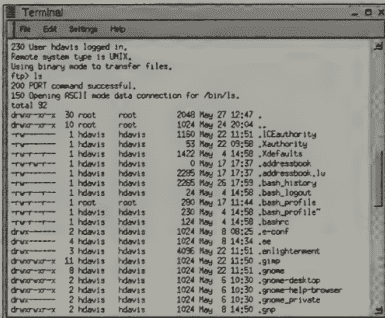 Terminal
File Edit Settings Help
230 User hdavis logged in.
Remote system type is UNIX.
Using binary mode to transfer files.
ftp> ls
200 PORT command successful.
150 Opening ASCII mode data connection for /bin/ls.
total 92
drwxr-xr-x 30 root root 2048 May 27 12:47 .
drwxr-xr-x 10 root root 1024 Mar 24 20:04 ..
-rw------- 1 hdavis hdavis 1160 May 22 11:51 .ICEauthority
-rw------- 1 hdavis hdavis 53 May 22 09:58 .Xauthority
-rw-r--r-- 1 hdavis hdavis 1422 May 4 14:58 .Xdefaults
-rw-rw-r-- 1 hdavis hdavis 0 May 17 17:37 .addressbook
-rw------- 1 hdavis hdavis 2285 May 17 17:37 .addressbook.lu
-rw------- 1 hdavis hdavis 2265 May 26 17:59 .bash_history
-rw-r--r-- 1 hdavis hdavis 24 May 4 14:58 .bash_logout
-rw-r--r-- 1 root root 280 May 17 11:44 .bash_profile
-rw-r--r-- 1 hdavis hdavis 230 May 4 14:58 .bash_profile~
-rw-r--r-- 1 hdavis hdavis 124 May 4 14:58 .bashrc
drwx------ 2 hdavis hdavis 1024 May 8 08:25 .e-conf
drwx------ 4 hdavis hdavis 1024 May 8 14:34 .ee
drwx------ 3 hdavis hdavis 4096 May 22 11:51 .enlightenment
drwxr-xr-x 11 hdavis hdavis 1024 May 22 11:50 .gimp
drwxr-xr-x 8 hdavis hdavis 1024 May 22 11:51 .gnome
drwxr-xr-x 2 hdavis hdavis 1024 May 6 10:30 .gnome-desktop
drwxr-xr-x 2 hdavis hdavis 1024 May 6 10:30 .gnome-help-browser
drwx------ 2 hdavis hdavis 1024 May 6 10:30 .gnome_private
drwxr-xr-x 2 hdavis hdavis 1024 May 8 14:50 .gnp